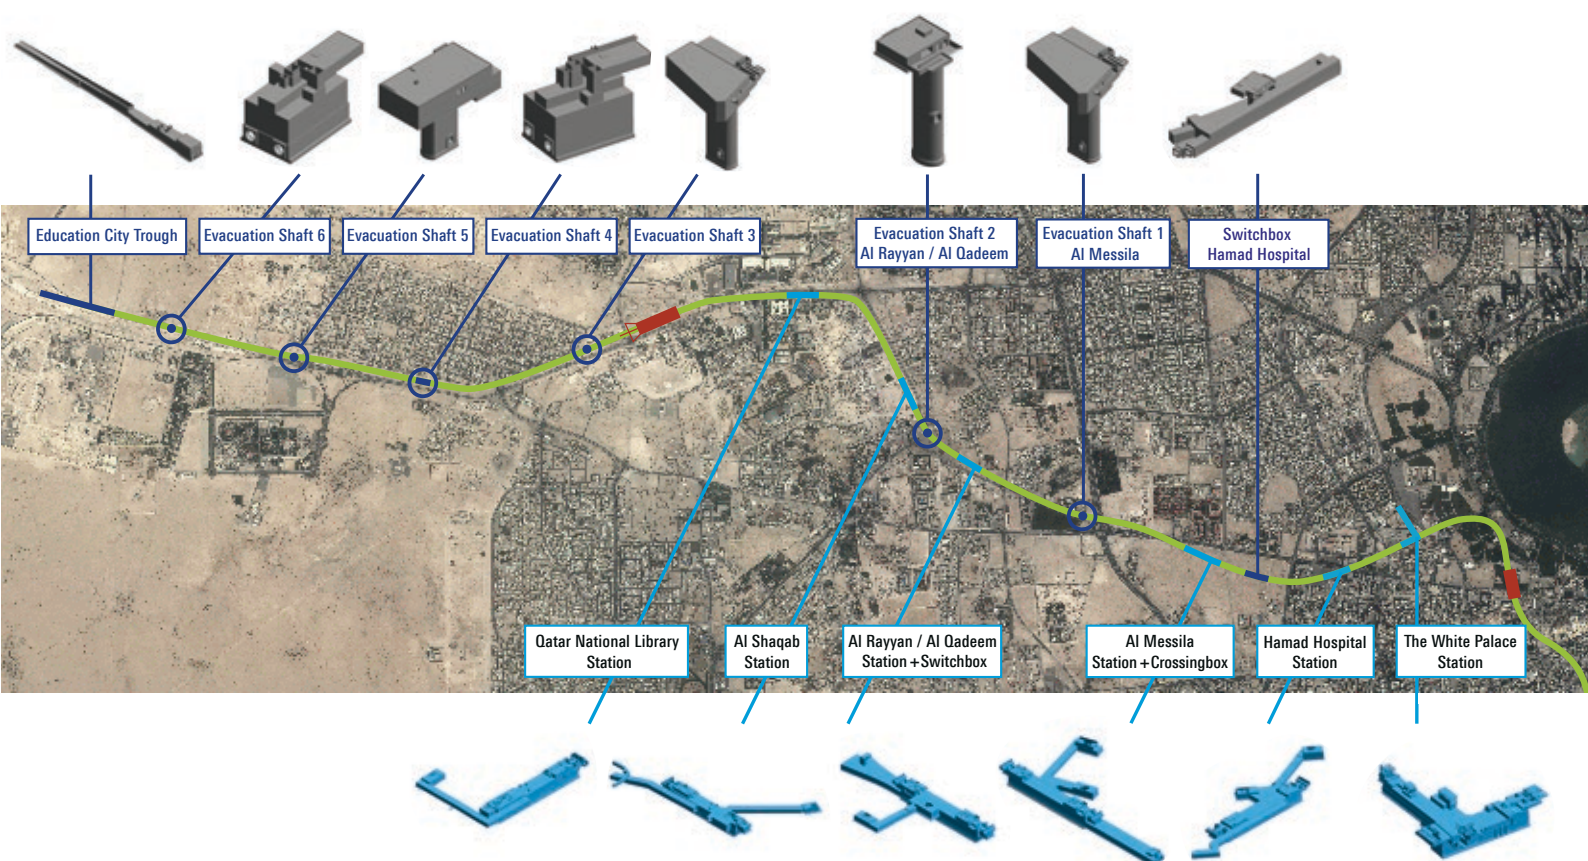 Education City Trough
Evacuation Shaft 6
Evacuation Shaft 5
Evacuation Shaft 4
Evacuation Shaft 3
Evacuation Shaft 2
Al Rayyan / Al Qadeem
Evacuation Shaft 1
Al Messila
Switchbox
Hamad Hospital
Qatar National Library
Station
Al Shaqab
Station
Al Rayyan / Al Qadeem
Station+Switchbox
Al Messila
Station+Crossingbox
Hamad Hospital
Station
The White Palace
Station